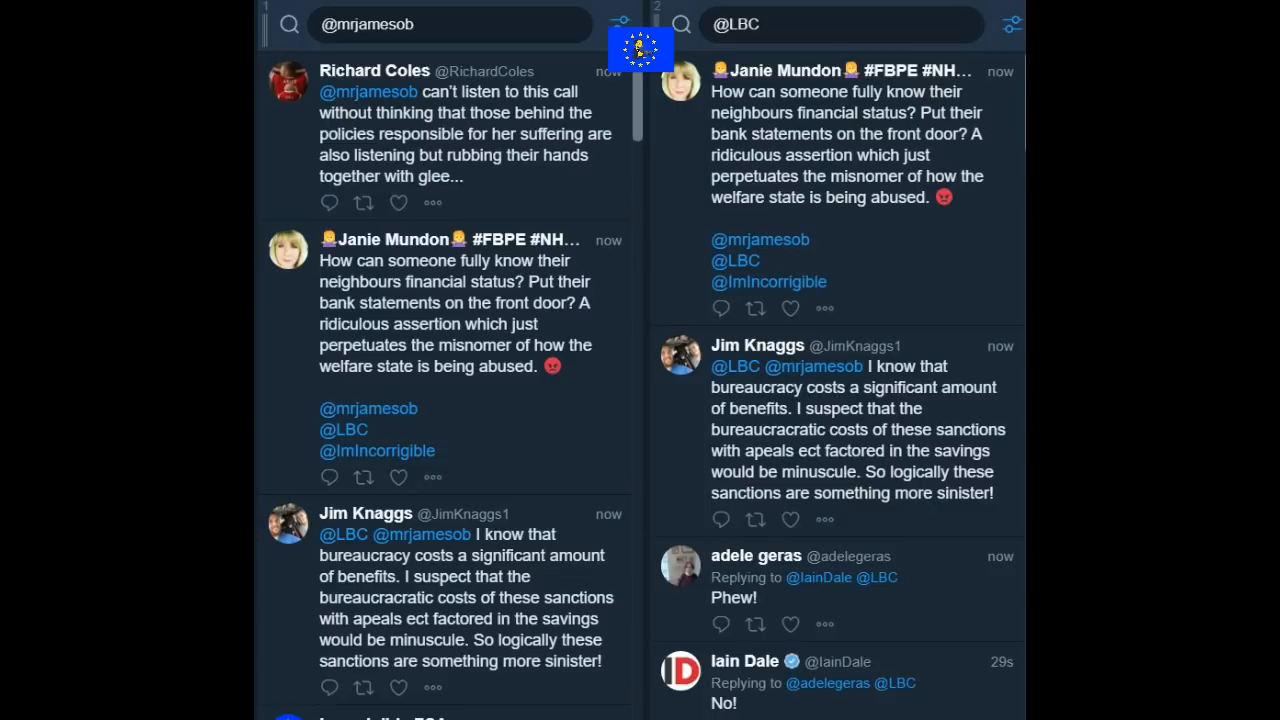 1
@mrjamesob
Richard Coles @RichardColes now
@mrjamesob can't listen to this call
without thinking that those behind the
policies responsible for her suffering are
also listening but rubbing their hands
together with glee...
🙋‍♀️Janie Mundon🙋‍♀️ #FBPE #NH... now
How can someone fully know their
neighbours financial status? Put their
bank statements on the front door? A
ridiculous assertion which just
perpetuates the misnomer of how the
welfare state is being abused. 😡
@mrjamesob
@LBC
@ImIncorrigible
Jim Knaggs @JimKnaggs1 now
@LBC @mrjamesob I know that
bureaucracy costs a significant amount
of benefits. I suspect that the
bureaucracratic costs of these sanctions
with apeals ect factored in the savings
would be minuscule. So logically these
sanctions are something more sinister!
2
@LBC
🙋‍♀️Janie Mundon🙋‍♀️ #FBPE #NH... now
How can someone fully know their
neighbours financial status? Put their
bank statements on the front door? A
ridiculous assertion which just
perpetuates the misnomer of how the
welfare state is being abused. 😡
@mrjamesob
@LBC
@ImIncorrigible
Jim Knaggs @JimKnaggs1 now
@LBC @mrjamesob I know that
bureaucracy costs a significant amount
of benefits. I suspect that the
bureaucracratic costs of these sanctions
with apeals ect factored in the savings
would be minuscule. So logically these
sanctions are something more sinister!
adele geras @adelegeras now
Replying to @IainDale @LBC
Phew!
ID
Iain Dale @IainDale 29s
Replying to @adelegeras @LBC
No!